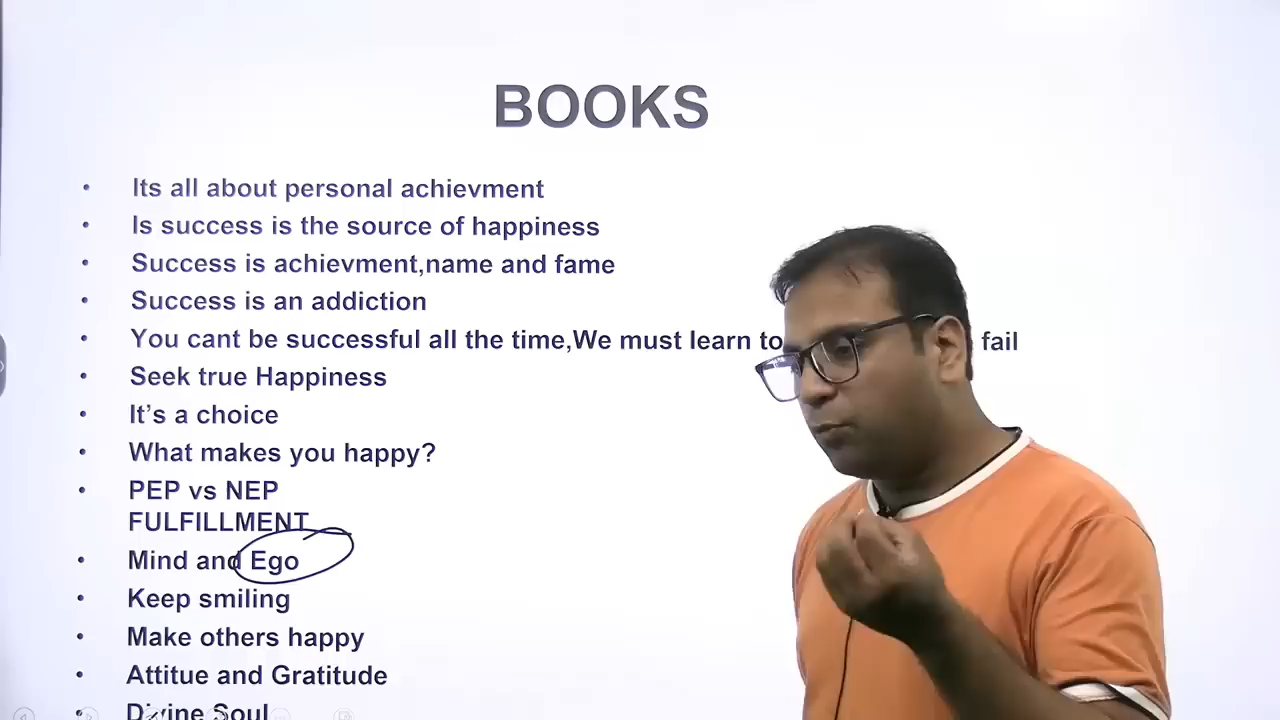 BOOKS
• Its all about personal achievment
• Is success is the source of happiness
• Success is achievment,name and fame
• Success is an addiction
• You cant be successful all the time,We must learn to fail
• Seek true Happiness
• It’s a choice
• What makes you happy?
• PEP vs NEP
FULFILLMENT
• Mind and Ego
• Keep smiling
• Make others happy
• Attitue and Gratitude
• Divine Soul